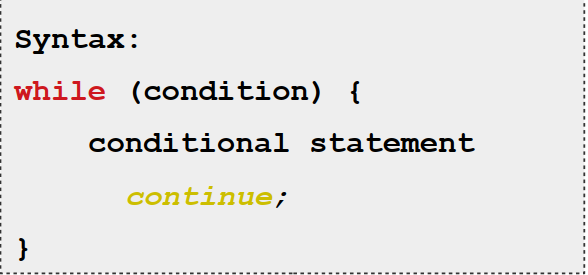 Syntax:
while (condition) {
conditional statement
continue;
}